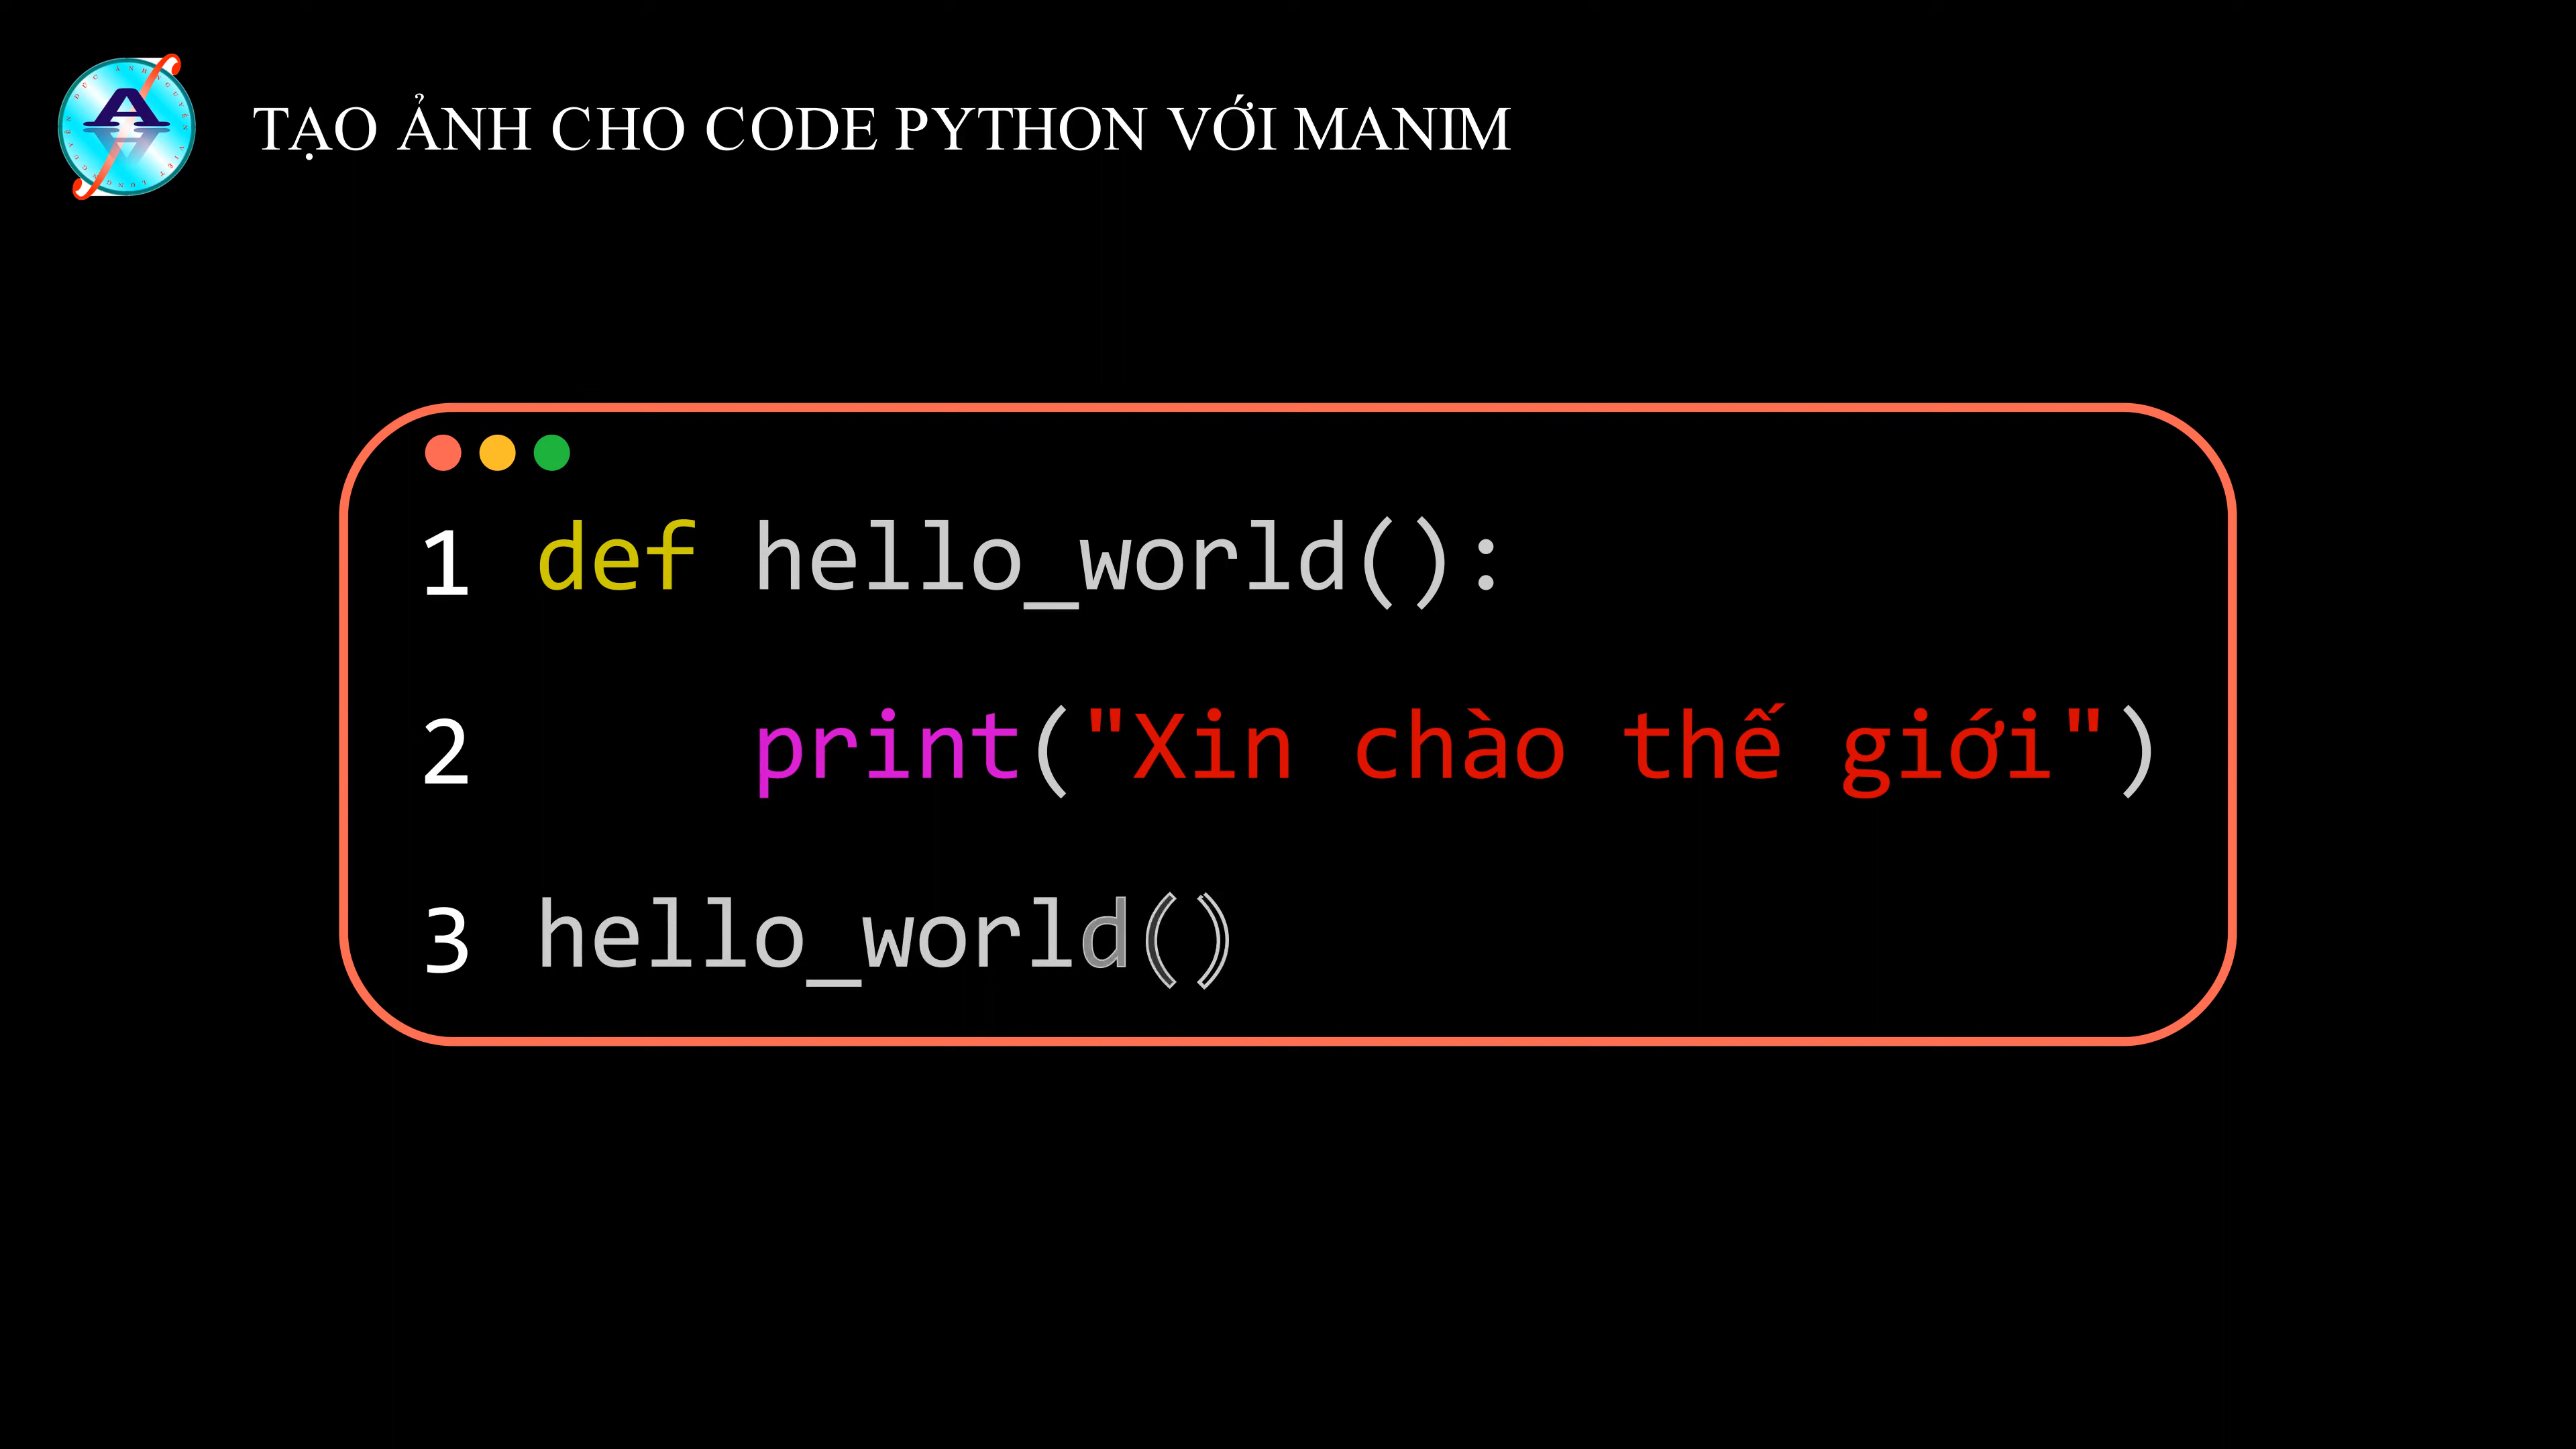 A
TẠO ẢNH CHO CODE PYTHON VỚI MANIM
1 def hello_world():
2     print("Xin chào thế giới")
3 hello_world()